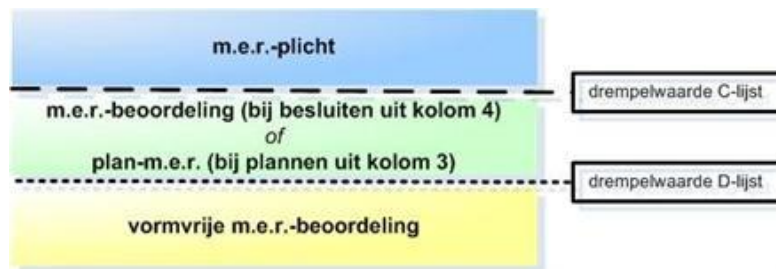 m.e.r.-plicht
drempelwaarde C-lijst
m.e.r.-beoordeling (bij besluiten uit kolom 4)
of
plan-m.e.r. (bij plannen uit kolom 3)
drempelwaarde D-lijst
vormvrije m.e.r.-beoordeling